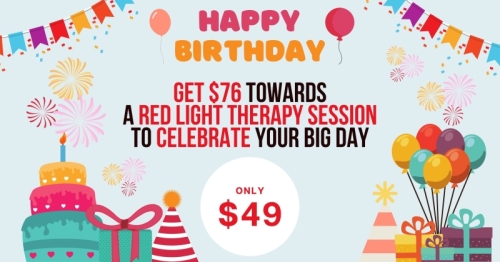 HAPPY
BIRTHDAY
GET $76 TOWARDS
A RED LIGHT THERAPY SESSION
TO CELEBRATE YOUR BIG DAY
ONLY
$49